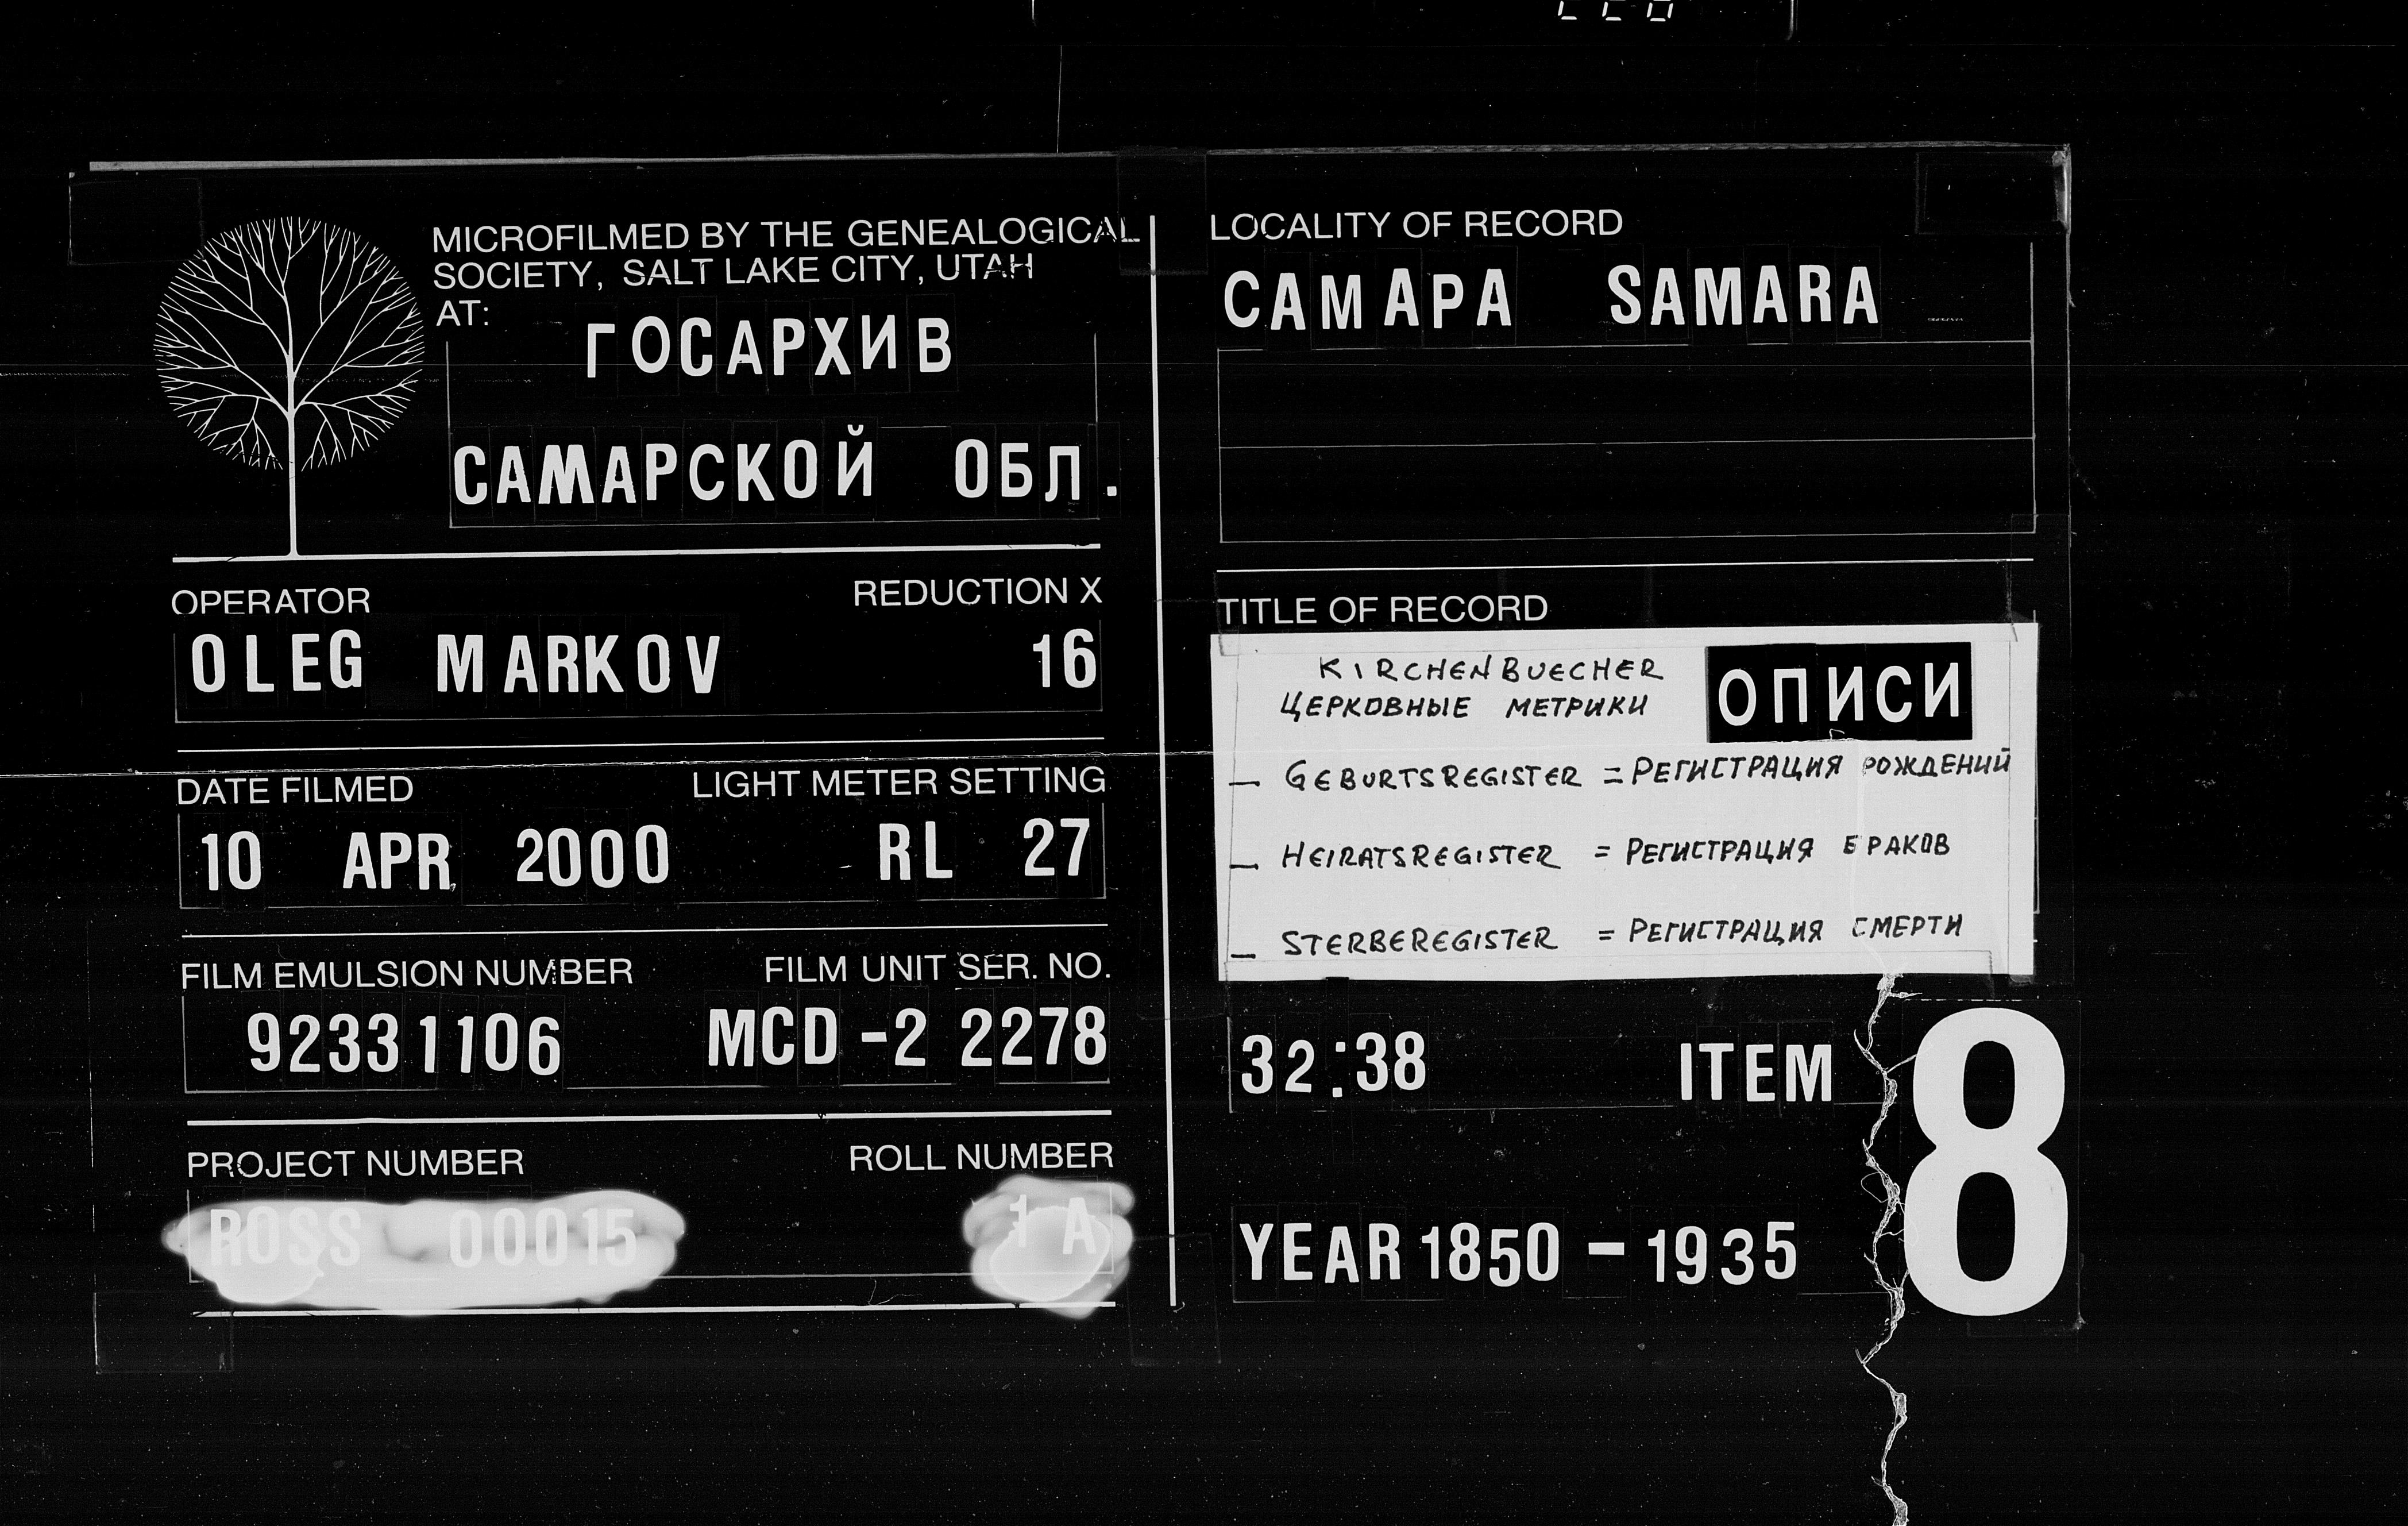 MICROFILMED BY THE GENEALOGICAL
SOCIETY, SALT LAKE CITY, UTAH
AT:
ГОСАРХИВ
САМАРСКОЙ ОБЛ.
OPERATOR
REDUCTION X
OLEG MARKOV
16
DATE FILMED
LIGHT METER SETTING
10 APR 2000
RL 27
FILM EMULSION NUMBER
FILM UNIT SER. NO.
92331106
MCD-2 2278
PROJECT NUMBER
ROLL NUMBER
ROSS 00015
1 A
LOCALITY OF RECORD
САМАРА SAMARA
TITLE OF RECORD
KIRCHENBUECHER
ЦЕРКОВНЫЕ МЕТРИКИ
ОПИСИ
— GEBURTSREGISTER = РЕГИСТРАЦИЯ РОЖДЕНИЙ
— HEIRATSREGISTER = РЕГИСТРАЦИЯ БРАКОВ
— STERBEREGISTER = РЕГИСТРАЦИЯ СМЕРТИ
32:38
ITEM 8
YEAR 1850 - 1935